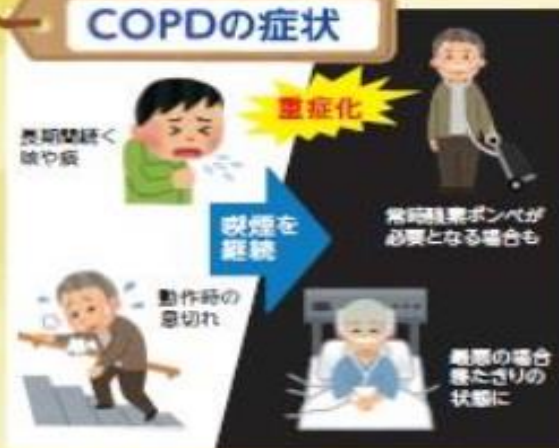 COPDの症状
重症化
長期間続く
咳や痰
喫煙を
継続
常時酸素ボンベが
必要となる場合も
動作時の
息切れ
最悪の場合
寝たきりの
状態に